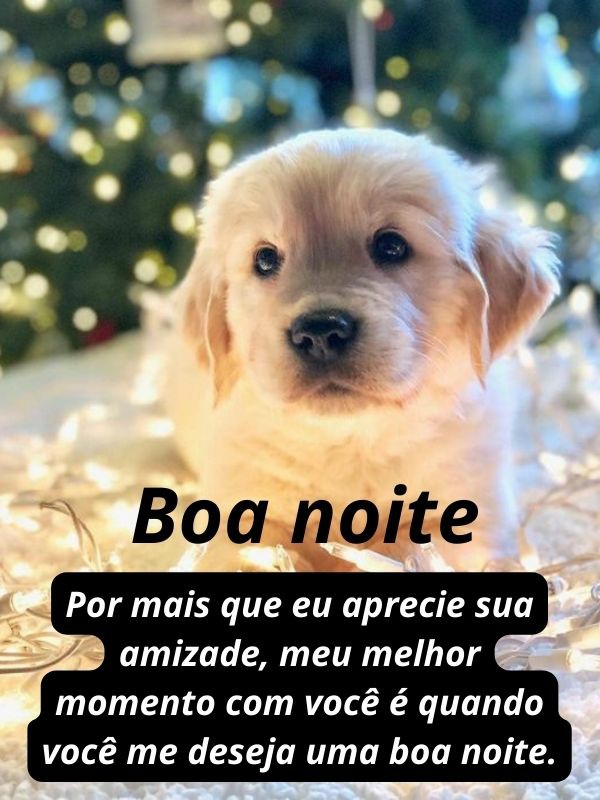 Boa noite
Por mais que eu aprecie sua
amizade, meu melhor
momento com você é quando
você me deseja uma boa noite.